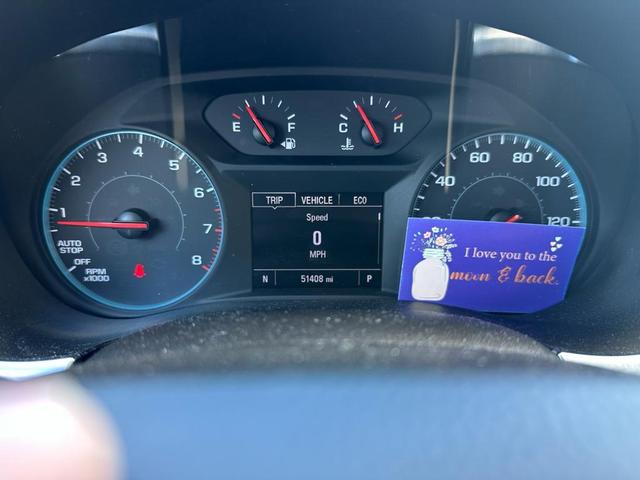 E F
C H
1 2 3 4 5 6 7 8
AUTO
STOP
OFF
RPM
x1000
TRIP VEHICLE ECO
Speed
0
MPH
N 51408 mi P
40 60 80 100 120
I love you to the
moon & back.